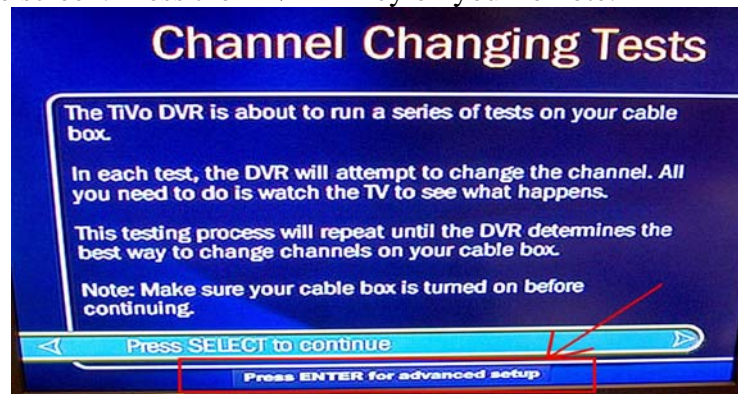 Channel Changing Tests
The TiVo DVR is about to run a series of tests on your cable
box.
In each test, the DVR will attempt to change the channel. All
you need to do is watch the TV to see what happens.
This testing process will repeat until the DVR determines the
best way to change channels on your cable box.
Note: Make sure your cable box is turned on before
continuing.
Press SELECT to continue
Press ENTER for advanced setup